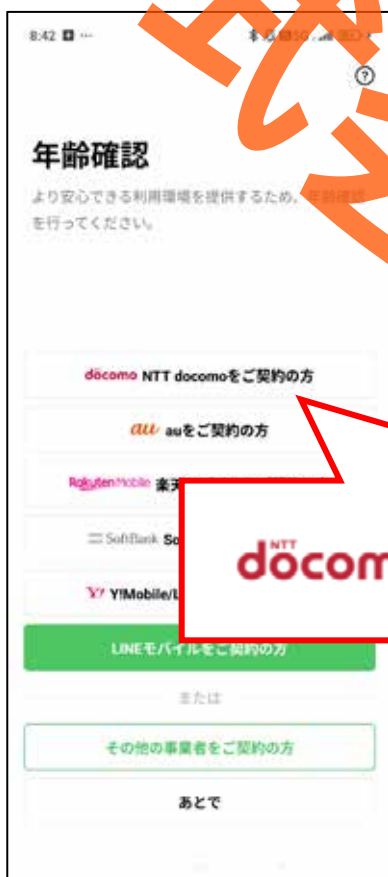 8:42
年齢確認
より安心できる利用環境を提供するため、年齢確認
を行ってください。
döcomo NTT docomoをご契約の方
au auをご契約の方
Rakuten Mobile 楽天
SoftBank So
Y! Y!Mobile/L
NTT
döcom
LINEモバイルをご契約の方
または
その他の事業者をご契約の方
あとで